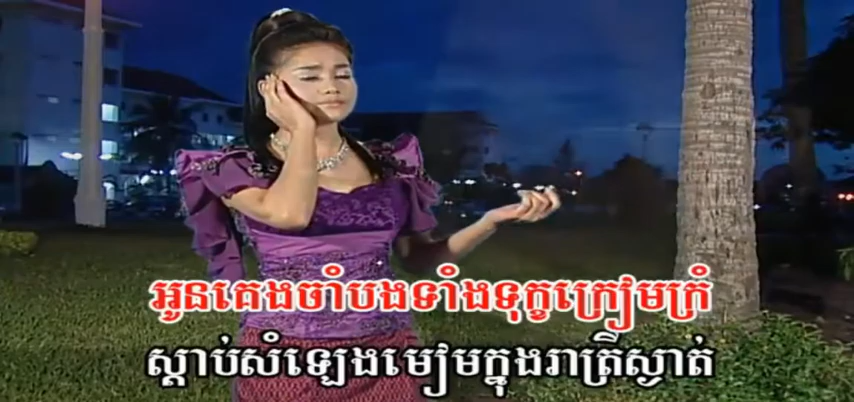 អូនគេងចាំបងទាំងទុក្ខក្រៀមក្រំ
ស្ដាប់សំឡេងមៀមក្នុងរាត្រីស្ងាត់